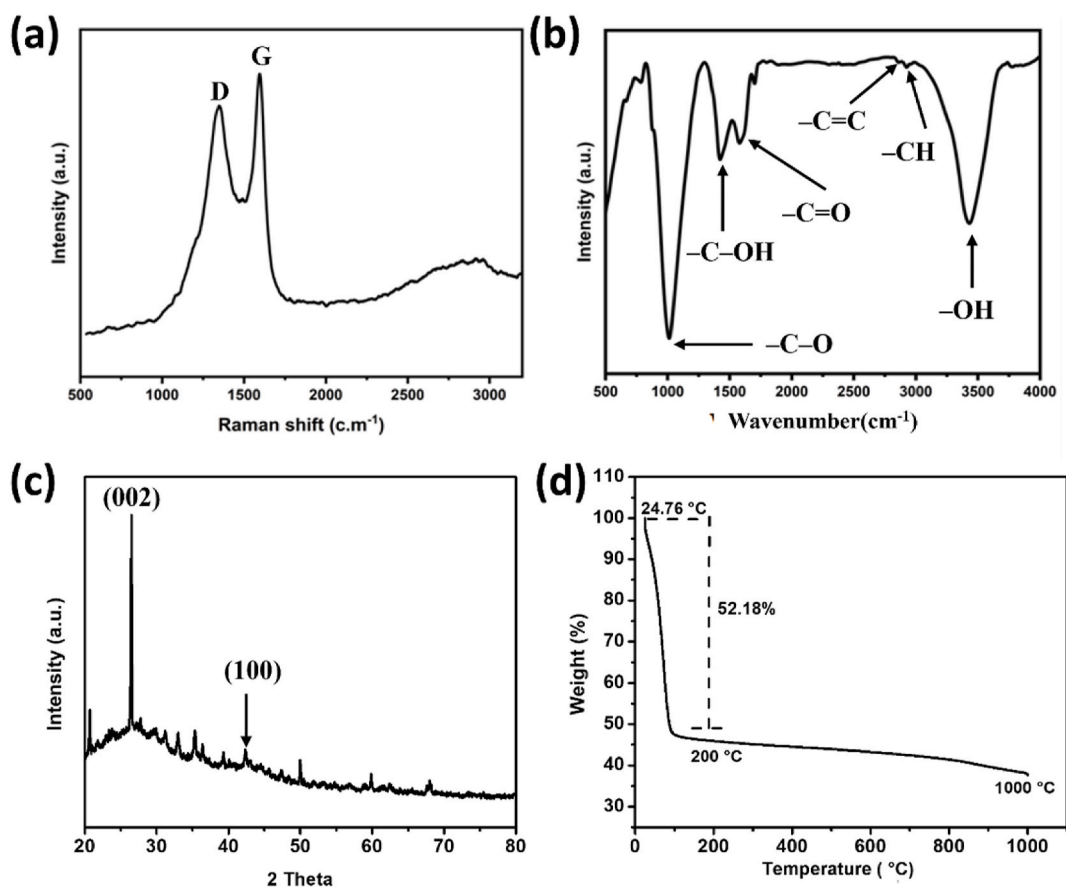 (a)
D
G
Intensity (a.u.)
500 1000 1500 2000 2500 3000
Raman shift (c.m⁻¹)
(b)
Intensity (a.u.)
–C=C
–CH
–C=O
–C–OH
–OH
–C–O
500 1000 1500 2000 2500 3000 3500 4000
Wavenumber(cm⁻¹)
(c)
(002)
(100)
Intensity (a.u.)
20 30 40 50 60 70 80
2 Theta
(d)
110
100
90
80
70
60
50
40
30
Weight (%)
24.76 °C
52.18%
200 °C
1000 °C
0 200 400 600 800 1000
Temperature ( °C)